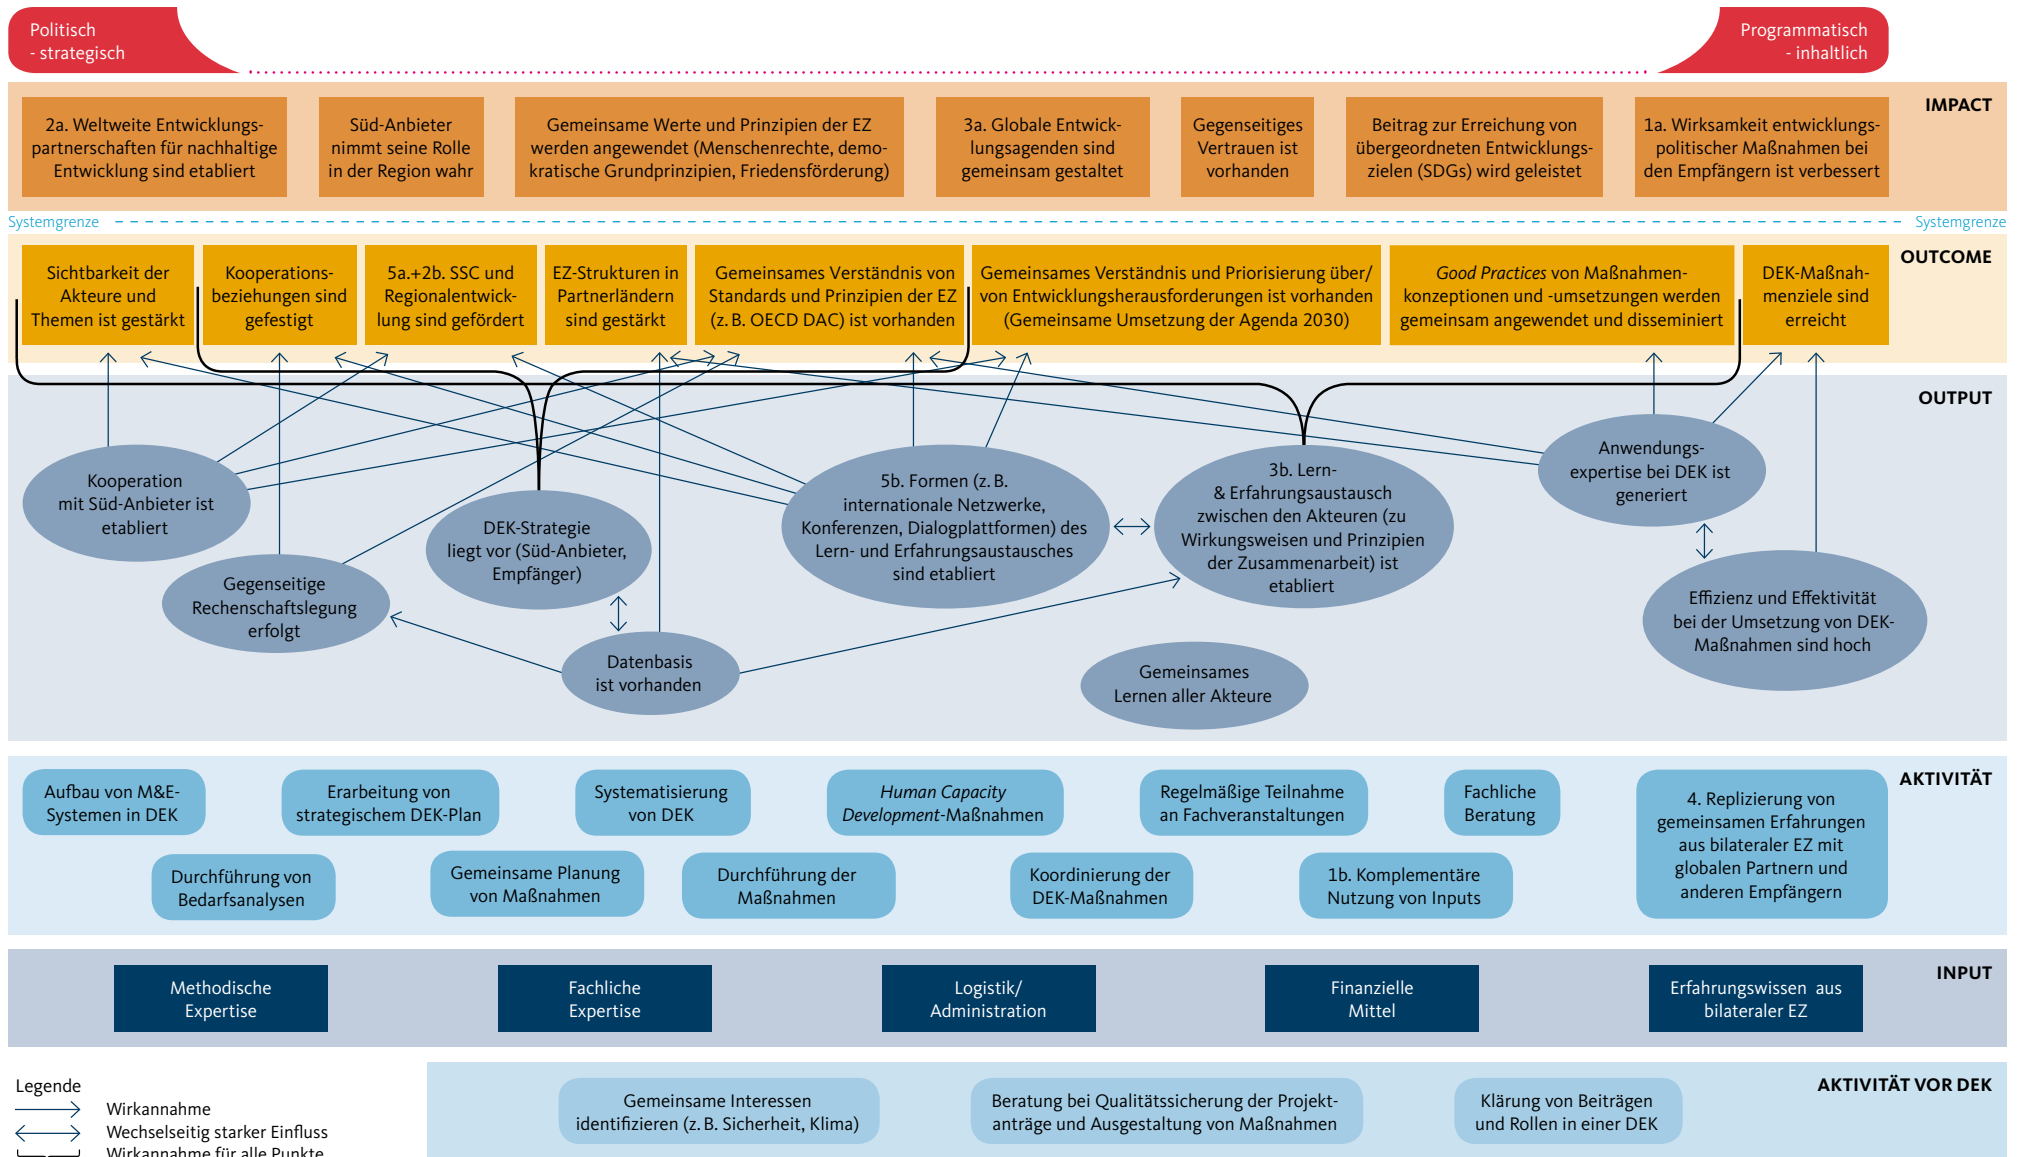 Politisch
- strategisch
Programmatisch
- inhaltlich
IMPACT
2a. Weltweite Entwicklungs-
partnerschaften für nachhaltige
Entwicklung sind etabliert
Süd-Anbieter
nimmt seine Rolle
in der Region wahr
Gemeinsame Werte und Prinzipien der EZ
werden angewendet (Menschenrechte, demo-
kratische Grundprinzipien, Friedensförderung)
3a. Globale Entwick-
lungsagenden sind
gemeinsam gestaltet
Gegenseitiges
Vertrauen ist
vorhanden
Beitrag zur Erreichung von
übergeordneten Entwicklungs-
zielen (SDGs) wird geleistet
1a. Wirksamkeit entwicklungs-
politischer Maßnahmen bei
den Empfängern ist verbessert
Systemgrenze
Systemgrenze
OUTCOME
Sichtbarkeit der
Akteure und
Themen ist gestärkt
Kooperations-
beziehungen sind
gefestigt
5a.+2b. SSC und
Regionalentwick-
lung sind gefördert
EZ-Strukturen in
Partnerländern
sind gestärkt
Gemeinsames Verständnis von
Standards und Prinzipien der EZ
(z. B. OECD DAC) ist vorhanden
Gemeinsames Verständnis und Priorisierung über/
von Entwicklungsherausforderungen ist vorhanden
(Gemeinsame Umsetzung der Agenda 2030)
Good Practices von Maßnahmen-
konzeptionen und -umsetzungen werden
gemeinsam angewendet und disseminiert
DEK-Maßnah-
menziele sind
erreicht
OUTPUT
Kooperation
mit Süd-Anbieter ist
etabliert
Gegenseitige
Rechenschaftslegung
erfolgt
DEK-Strategie
liegt vor (Süd-Anbieter,
Empfänger)
Datenbasis
ist vorhanden
5b. Formen (z. B.
internationale Netzwerke,
Konferenzen, Dialogplattformen) des
Lern- und Erfahrungsaustausches
sind etabliert
3b. Lern-
& Erfahrungsaustausch
zwischen den Akteuren (zu
Wirkungsweisen und Prinzipien
der Zusammenarbeit) ist
etabliert
Gemeinsames
Lernen aller Akteure
Anwendungs-
expertise bei DEK ist
generiert
Effizienz und Effektivität
bei der Umsetzung von DEK-
Maßnahmen sind hoch
AKTIVITÄT
Aufbau von M&E-
Systemen in DEK
Erarbeitung von
strategischem DEK-Plan
Systematisierung
von DEK
Human Capacity
Development-Maßnahmen
Regelmäßige Teilnahme
an Fachveranstaltungen
Fachliche
Beratung
4. Replizierung von
gemeinsamen Erfahrungen
aus bilateraler EZ mit
globalen Partnern und
anderen Empfängern
Durchführung von
Bedarfsanalysen
Gemeinsame Planung
von Maßnahmen
Durchführung der
Maßnahmen
Koordinierung der
DEK-Maßnahmen
1b. Komplementäre
Nutzung von Inputs
INPUT
Methodische
Expertise
Fachliche
Expertise
Logistik/
Administration
Finanzielle
Mittel
Erfahrungswissen aus
bilateraler EZ
AKTIVITÄT VOR DEK
Gemeinsame Interessen
identifizieren (z. B. Sicherheit, Klima)
Beratung bei Qualitätssicherung der Projekt-
anträge und Ausgestaltung von Maßnahmen
Klärung von Beiträgen
und Rollen in einer DEK
Legende
Wirkannahme
Wechselseitig starker Einfluss
Wirkannahme für alle Punkte